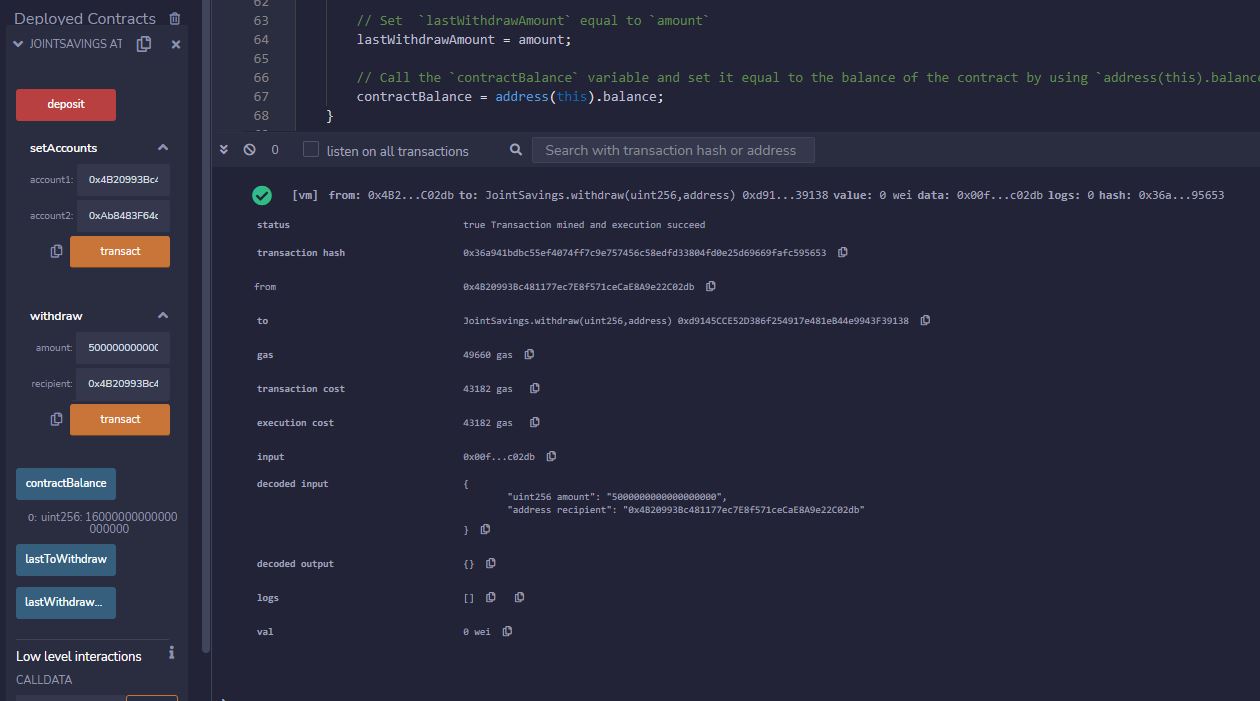 Deployed Contracts
JOINTSAVINGS AT
deposit
setAccounts
account1: 0x4B20993Bc4
account2: 0xAb8483F64c
transact
withdraw
amount: 500000000000
recipient: 0x4B20993Bc4
transact
contractBalance
0: uint256: 16000000000000
000000
lastToWithdraw
lastWithdraw...
Low level interactions
CALLDATA
62
63 // Set  `lastWithdrawAmount` equal to `amount`
64 lastWithdrawAmount = amount;
65
66 // Call the `contractBalance` variable and set it equal to the balance of the contract by using `address(this).balance
67 contractBalance = address(this).balance;
68 }
0 listen on all transactions Search with transaction hash or address
[vm] from: 0x4B2...C02db to: JointSavings.withdraw(uint256,address) 0xd91...39138 value: 0 wei data: 0x00f...c02db logs: 0 hash: 0x36a...95653
status true Transaction mined and execution succeed
transaction hash 0x36a941bdbc55ef4074ff7c9e757456c58edfd33804fd0e25d69669fafc595653
from 0x4B20993Bc481177ec7E8f571ceCaE8A9e22C02db
to JointSavings.withdraw(uint256,address) 0xd9145CCE52D386f254917e481eB44e9943F39138
gas 49660 gas
transaction cost 43182 gas
execution cost 43182 gas
input 0x00f...c02db
decoded input {
"uint256 amount": "5000000000000000000",
"address recipient": "0x4B20993Bc481177ec7E8f571ceCaE8A9e22C02db"
}
decoded output {}
logs []
val 0 wei